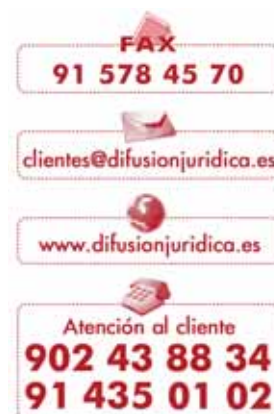 FAX
91 578 45 70
clientes@difusionjuridica.es
www.difusionjuridica.es
Atención al cliente
902 43 88 34
91 435 01 02